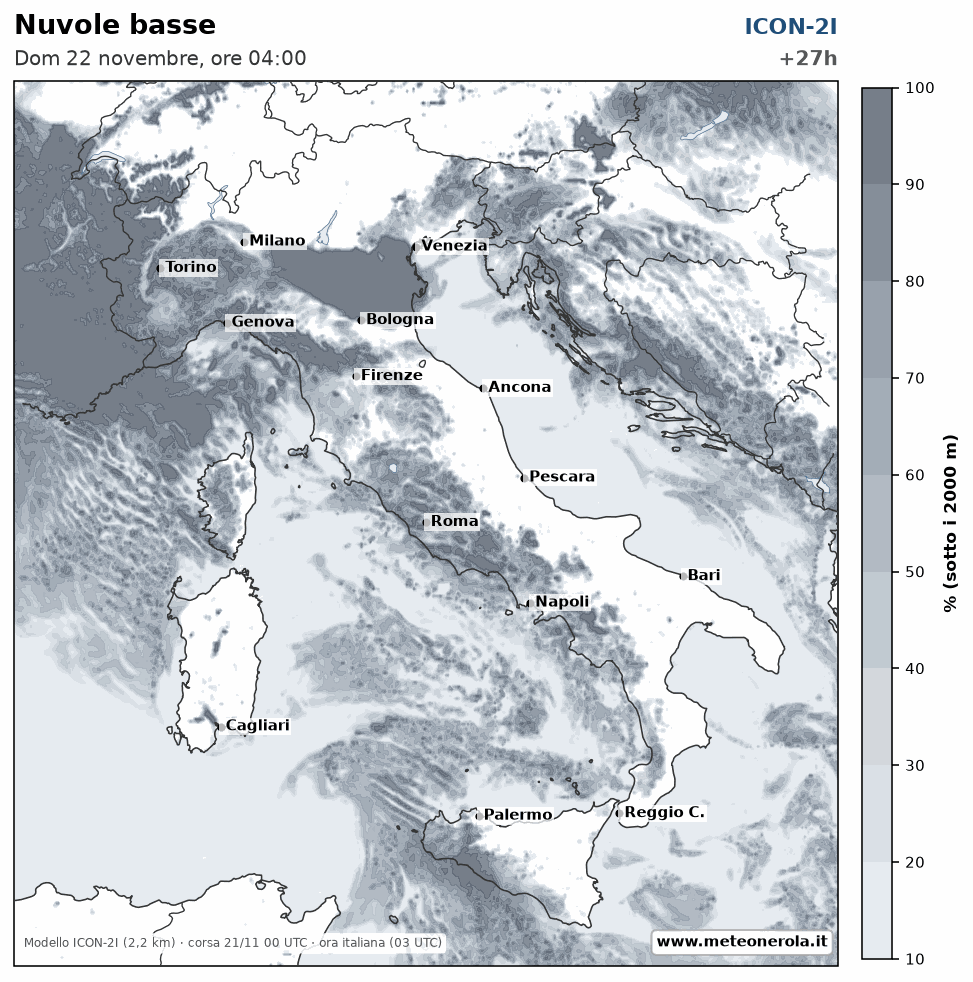 Nuvole basse
ICON-2I
Dom 22 novembre, ore 04:00
+27h
100
90
80
70
60
50
40
30
20
10
% (sotto i 2000 m)
Milano
Venezia
Torino
Genova
Bologna
Firenze
Ancona
Pescara
Roma
Bari
Napoli
Cagliari
Palermo
Reggio C.
Modello ICON-2I (2,2 km) · corsa 21/11 00 UTC · ora italiana (03 UTC)
www.meteonerola.it